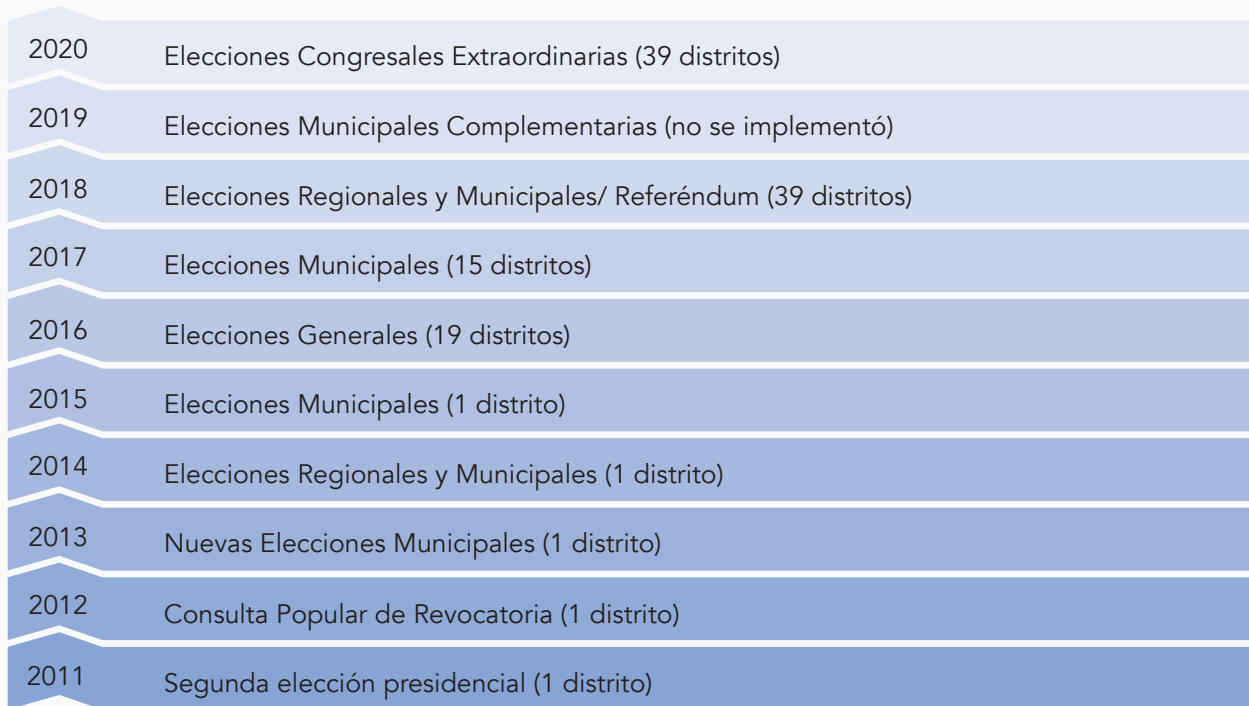 2020 Elecciones Congresales Extraordinarias (39 distritos)
2019 Elecciones Municipales Complementarias (no se implementó)
2018 Elecciones Regionales y Municipales/ Referéndum (39 distritos)
2017 Elecciones Municipales (15 distritos)
2016 Elecciones Generales (19 distritos)
2015 Elecciones Municipales (1 distrito)
2014 Elecciones Regionales y Municipales (1 distrito)
2013 Nuevas Elecciones Municipales (1 distrito)
2012 Consulta Popular de Revocatoria (1 distrito)
2011 Segunda elección presidencial (1 distrito)